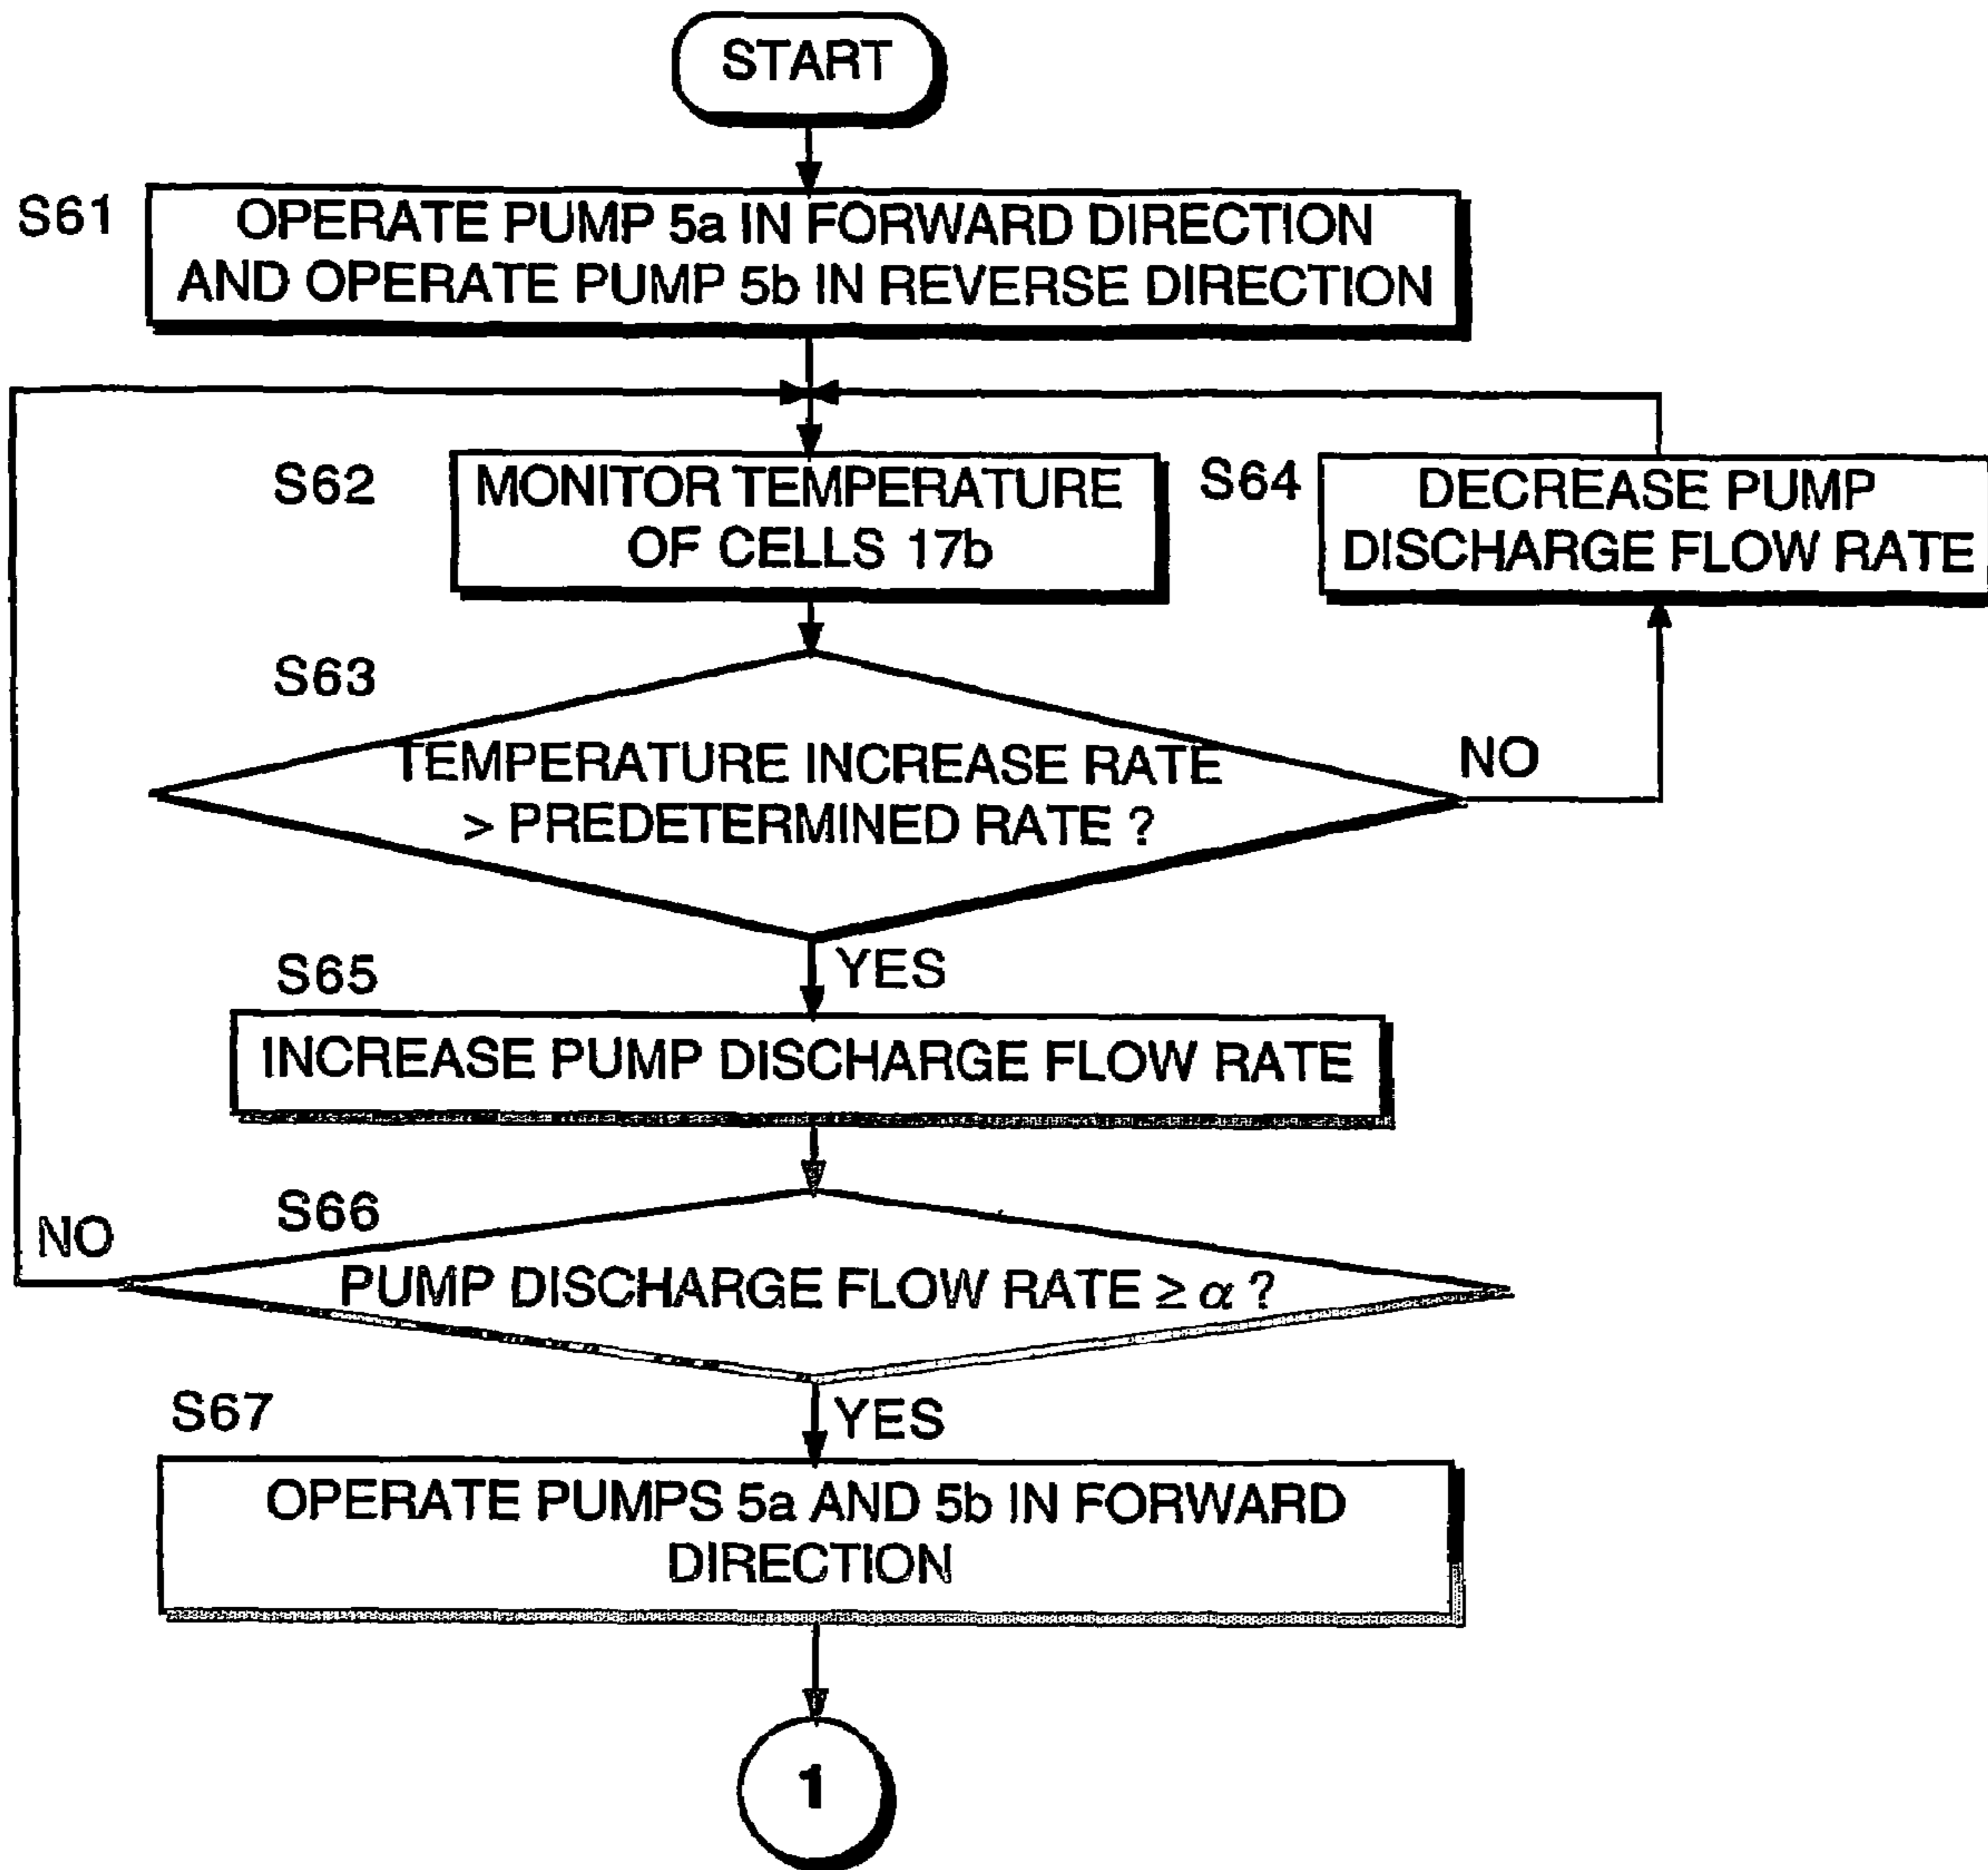 START
S61
OPERATE PUMP 5a IN FORWARD DIRECTION
AND OPERATE PUMP 5b IN REVERSE DIRECTION
S62
MONITOR TEMPERATURE
OF CELLS 17b
S64
DECREASE PUMP
DISCHARGE FLOW RATE
S63
TEMPERATURE INCREASE RATE
> PREDETERMINED RATE ?
NO
YES
S65
INCREASE PUMP DISCHARGE FLOW RATE
S66
NO
PUMP DISCHARGE FLOW RATE ≥ α ?
YES
S67
OPERATE PUMPS 5a AND 5b IN FORWARD
DIRECTION
1